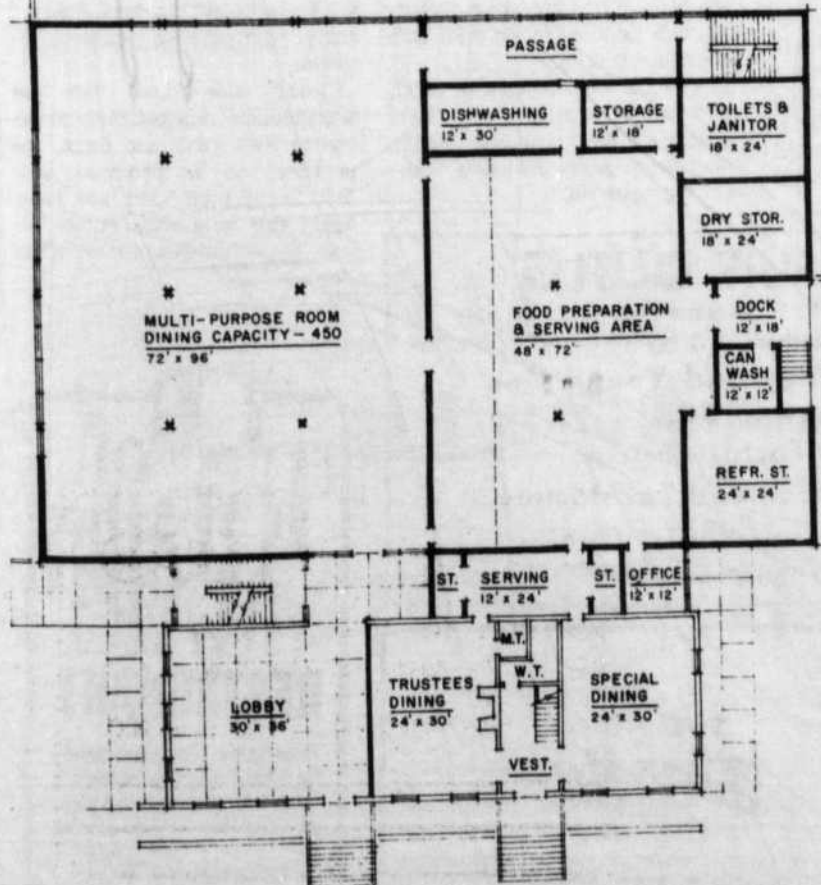 PASSAGE
DISHWASHING
12' x 30'
STORAGE
12' x 18'
TOILETS &
JANITOR
18' x 24'
DRY STOR.
18' x 24'
MULTI-PURPOSE ROOM
DINING CAPACITY - 450
72' x 96'
FOOD PREPARATION
& SERVING AREA
48' x 72'
DOCK
12' x 18'
CAN
WASH
12' x 12'
REFR. ST.
24' x 24'
ST.
SERVING
12' x 24'
ST.
OFFICE
12' x 12'
M.T.
W.T.
LOBBY
30' x 36'
TRUSTEES
DINING
24' x 30'
SPECIAL
DINING
24' x 30'
VEST.